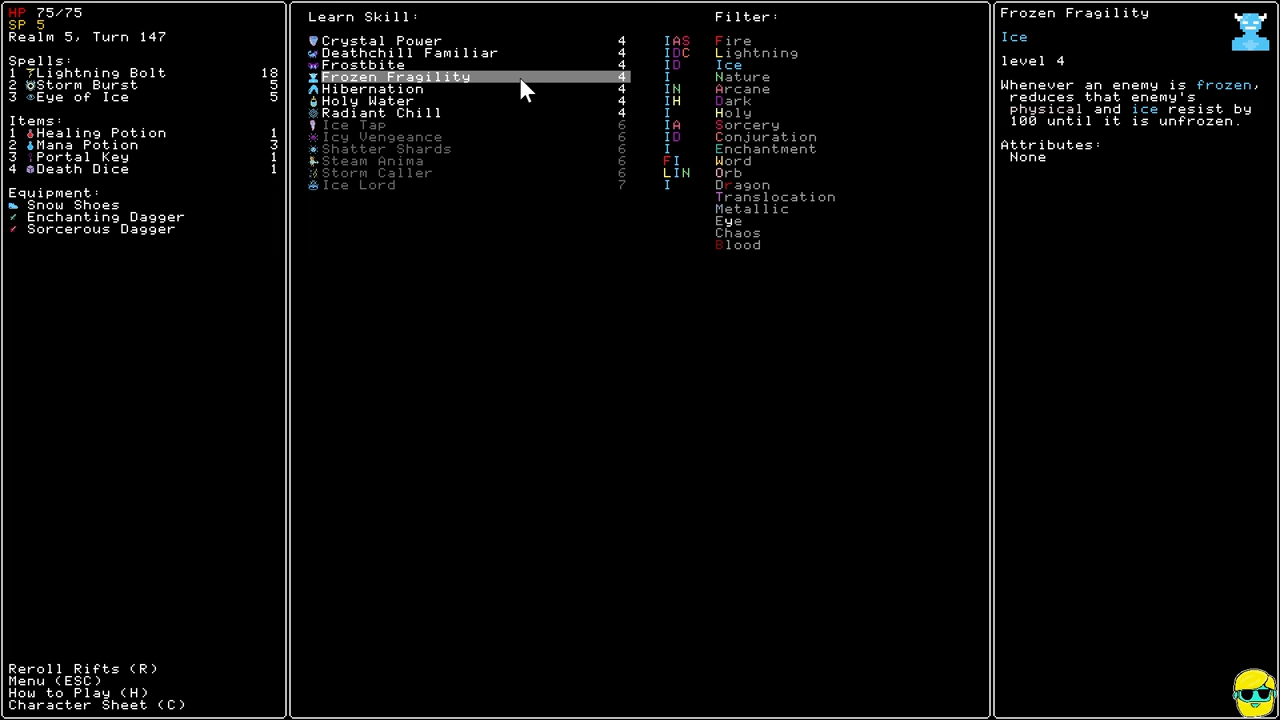 HP 75/75
SP 5
Realm 5, Turn 147
Spells:
1 Lightning Bolt 18
2 Storm Burst 5
3 Eye of Ice 5
Items:
1 Healing Potion 1
2 Mana Potion 3
3 Portal Key 1
4 Death Dice 1
Equipment:
Snow Shoes
Enchanting Dagger
Sorcerous Dagger
Reroll Rifts (R)
Menu (ESC)
How to Play (H)
Character Sheet (C)
Learn Skill:
Crystal Power 4 IAS
Deathchill Familiar 4 IDC
Frostbite 4 ID
Frozen Fragility 4 I
Hibernation 4 IN
Holy Water 4 IH
Radiant Chill 4 I
Ice Tap 6 IA
Icy Vengeance 6 ID
Shatter Shards 6 I
Steam Anima 6 FI
Storm Caller 6 LIN
Ice Lord 7 I
Filter:
Fire
Lightning
Ice
Nature
Arcane
Dark
Holy
Sorcery
Conjuration
Enchantment
Word
Orb
Dragon
Translocation
Metallic
Eye
Chaos
Blood
Frozen Fragility
Ice
level 4
Whenever an enemy is frozen,
reduces that enemy's
physical and ice resist by
100 until it is unfrozen.
Attributes:
None